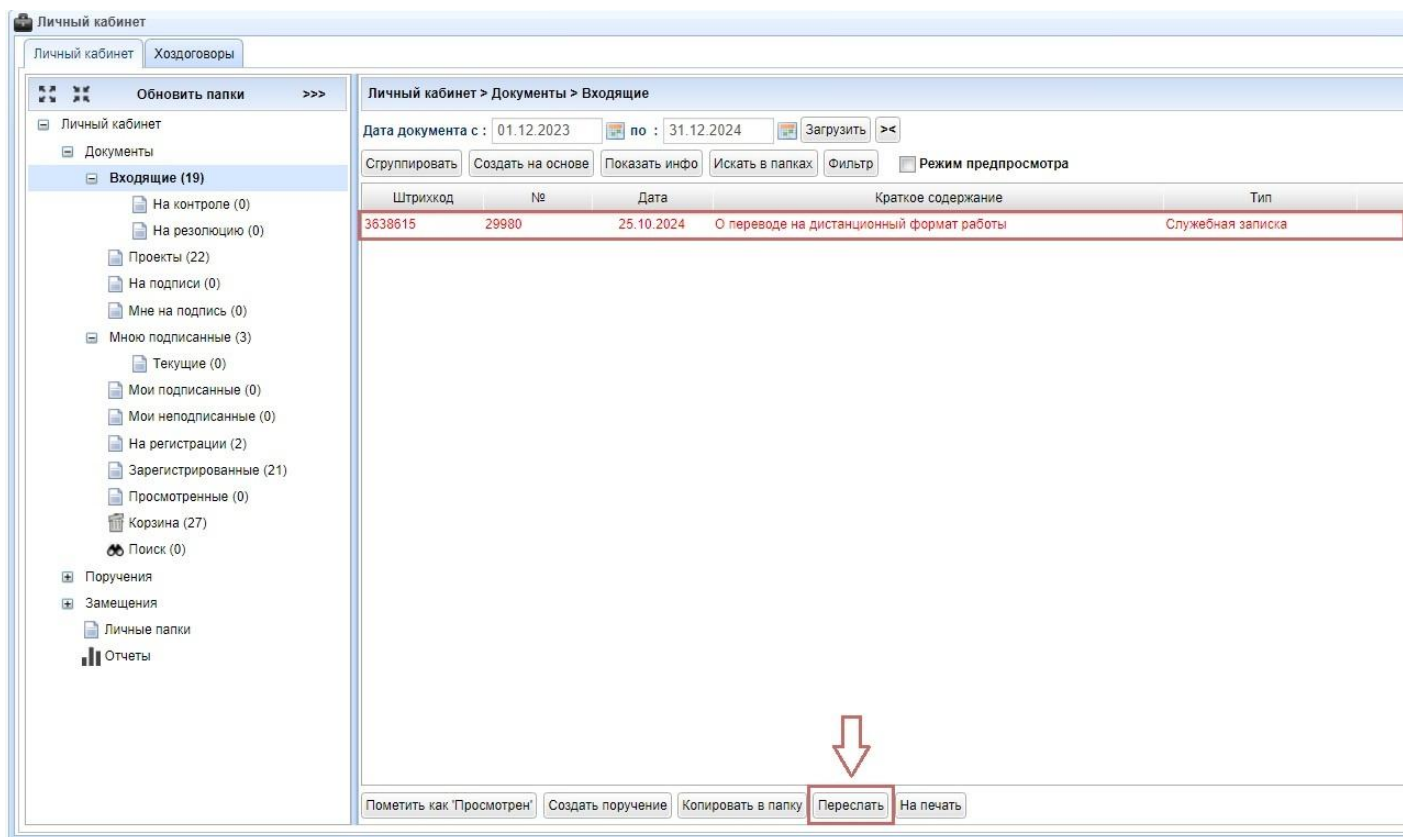 Личный кабинет
Личный кабинет Хоздоговоры
Обновить папки >>>
Личный кабинет
Документы
Входящие (19)
На контроле (0)
На резолюцию (0)
Проекты (22)
На подписи (0)
Мне на подпись (0)
Мною подписанные (3)
Текущие (0)
Мои подписанные (0)
Мои неподписанные (0)
На регистрации (2)
Зарегистрированные (21)
Просмотренные (0)
Корзина (27)
Поиск (0)
Поручения
Замещения
Личные папки
Отчеты
Личный кабинет > Документы > Входящие
Дата документа с : 01.12.2023 по : 31.12.2024 Загрузить ><
Сгруппировать Создать на основе Показать инфо Искать в папках Фильтр Режим предпросмотра
Штрихкод № Дата Краткое содержание Тип
3638615 29980 25.10.2024 О переводе на дистанционный формат работы Служебная записка
Пометить как 'Просмотрен' Создать поручение Копировать в папку Переслать На печать